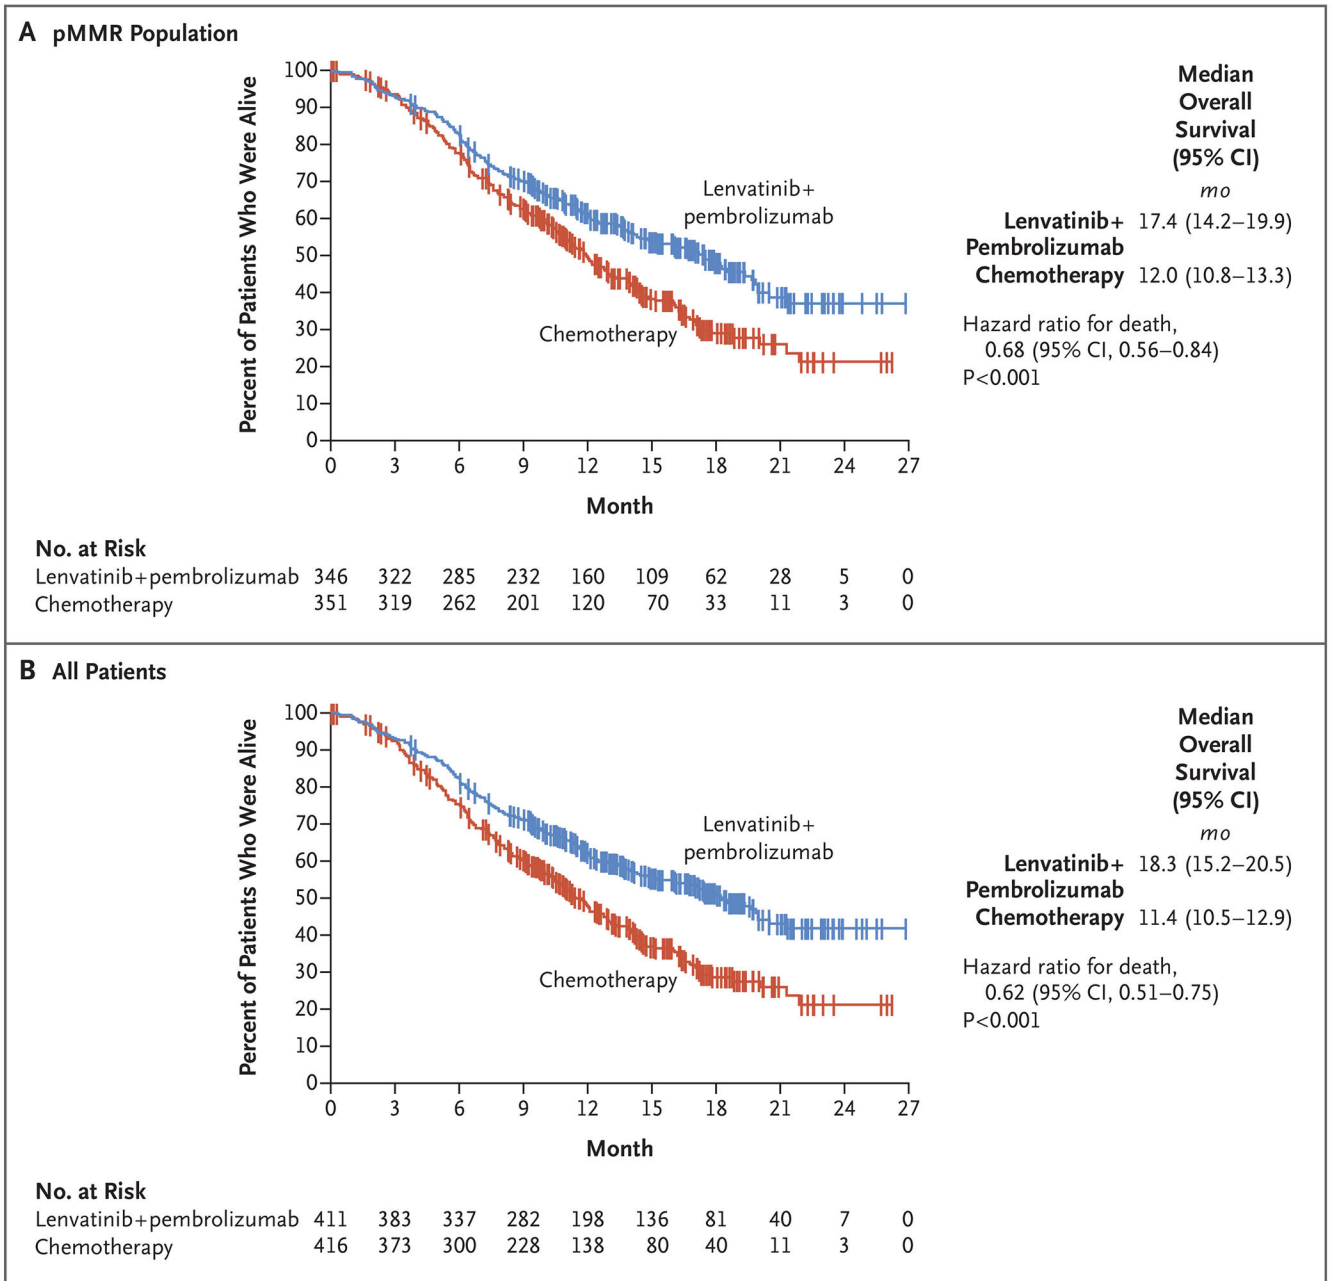 A pMMR Population
Percent of Patients Who Were Alive
100
90
80
70
60
50
40
30
20
10
0
0 3 6 9 12 15 18 21 24 27
Month
Lenvatinib+
pembrolizumab
Chemotherapy
Median
Overall
Survival
(95% CI)
mo
Lenvatinib+ 17.4 (14.2–19.9)
Pembrolizumab
Chemotherapy 12.0 (10.8–13.3)
Hazard ratio for death,
0.68 (95% CI, 0.56–0.84)
P<0.001
No. at Risk
Lenvatinib+pembrolizumab 346 322 285 232 160 109 62 28 5 0
Chemotherapy 351 319 262 201 120 70 33 11 3 0
B All Patients
Percent of Patients Who Were Alive
100
90
80
70
60
50
40
30
20
10
0
0 3 6 9 12 15 18 21 24 27
Month
Lenvatinib+
pembrolizumab
Chemotherapy
Median
Overall
Survival
(95% CI)
mo
Lenvatinib+ 18.3 (15.2–20.5)
Pembrolizumab
Chemotherapy 11.4 (10.5–12.9)
Hazard ratio for death,
0.62 (95% CI, 0.51–0.75)
P<0.001
No. at Risk
Lenvatinib+pembrolizumab 411 383 337 282 198 136 81 40 7 0
Chemotherapy 416 373 300 228 138 80 40 11 3 0